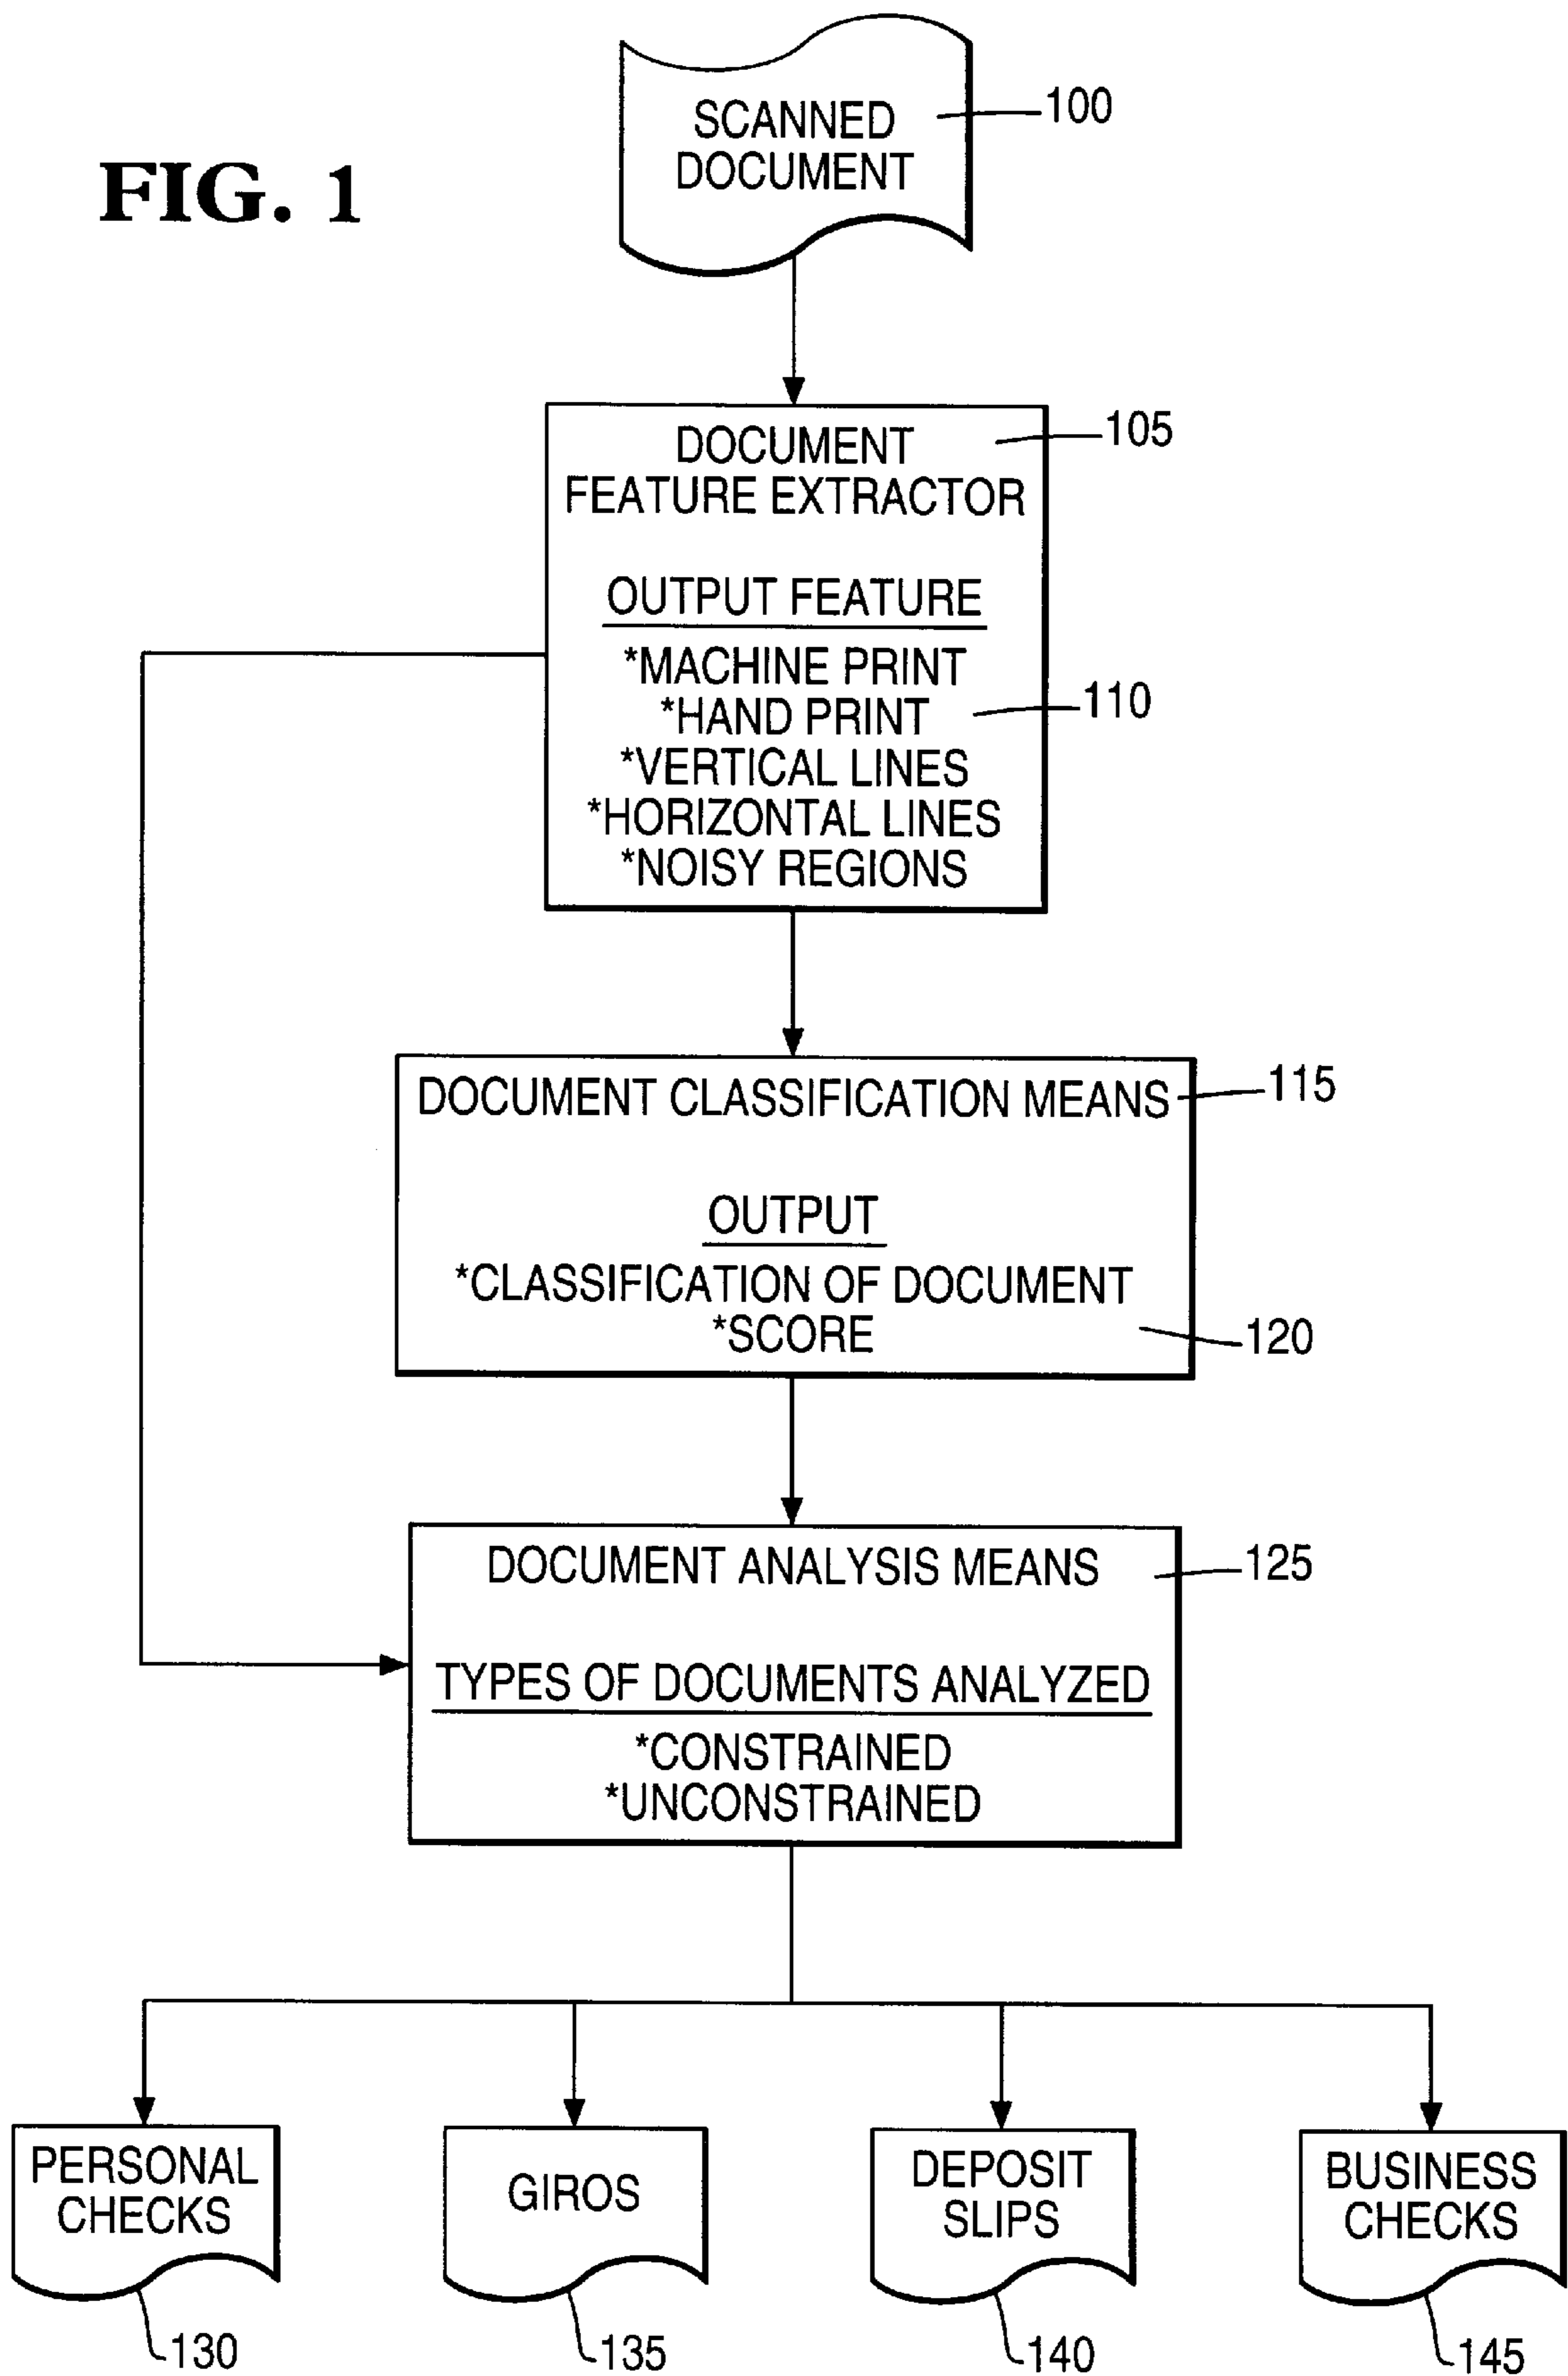 FIG. 1
SCANNED
DOCUMENT
100
DOCUMENT
FEATURE EXTRACTOR
105
OUTPUT FEATURE
*MACHINE PRINT
*HAND PRINT
110
*VERTICAL LINES
*HORIZONTAL LINES
*NOISY REGIONS
DOCUMENT CLASSIFICATION MEANS
115
OUTPUT
*CLASSIFICATION OF DOCUMENT
*SCORE
120
DOCUMENT ANALYSIS MEANS
125
TYPES OF DOCUMENTS ANALYZED
*CONSTRAINED
*UNCONSTRAINED
PERSONAL
CHECKS
130
GIROS
135
DEPOSIT
SLIPS
140
BUSINESS
CHECKS
145